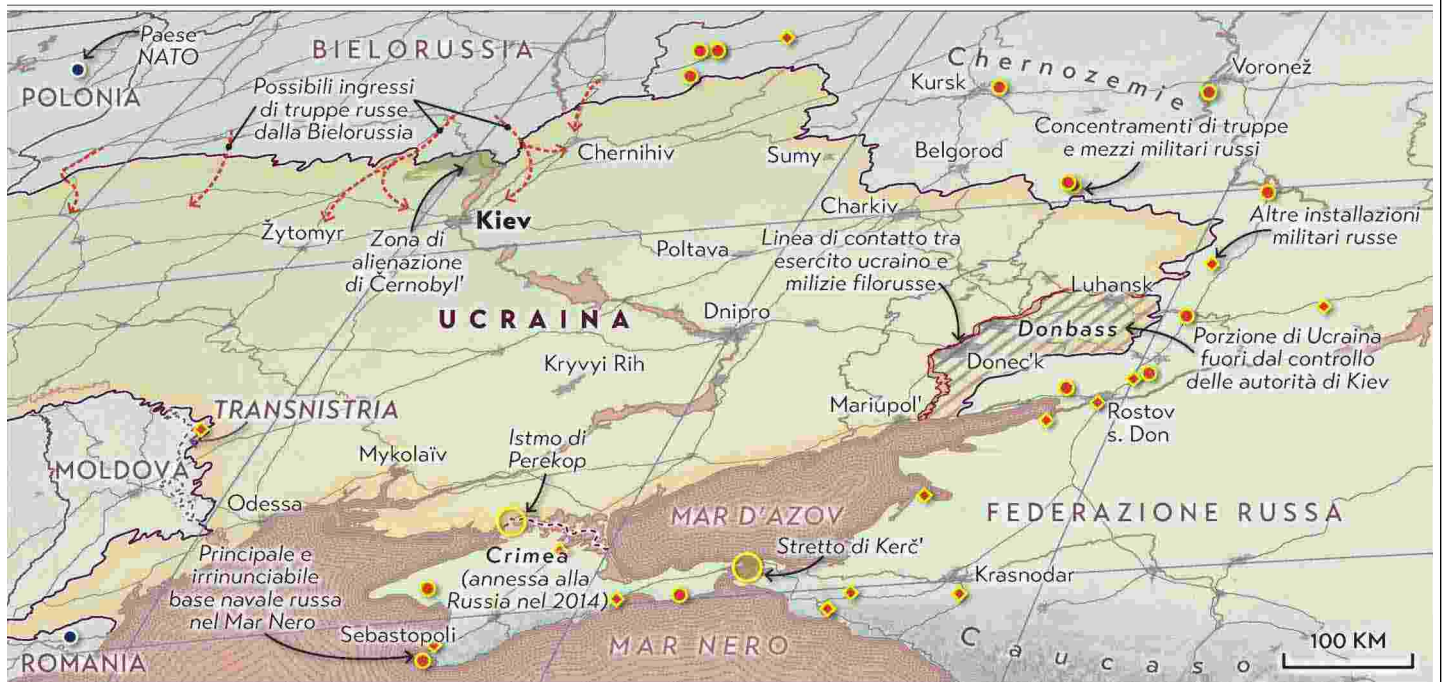 Paese
NATO
BIELORUSSIA
POLONIA
Possibili ingressi
di truppe russe
dalla Bielorussia
Chernozemie
Kursk
Voronež
Concentramenti di truppe
e mezzi militari russi
Chernihiv
Sumy
Belgorod
Kiev
Žytomyr
Zona di
alienazione
di Černobyl'
Charkiv
Poltava
Linea di contatto tra
esercito ucraino e
milizie filorusse
Altre installazioni
militari russe
Luhansk
UCRAINA
Dnipro
Donbass
Donec'k
Porzione di Ucraina
fuori dal controllo
delle autorità di Kiev
Kryvyi Rih
Mariupol'
Rostov
s. Don
TRANSNISTRIA
MOLDOVA
Mykolaïv
Istmo di
Perekop
Odessa
MAR D'AZOV
FEDERAZIONE RUSSA
Stretto di Kerč'
Principale e
irrinunciabile
base navale russa
nel Mar Nero
Crimea
(annessa alla
Russia nel 2014)
Krasnodar
Sebastopoli
ROMANIA
MAR NERO
Caucaso
100 KM